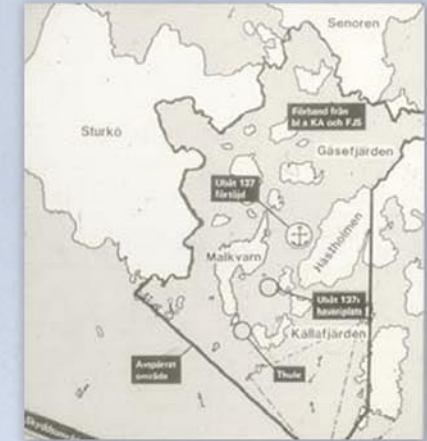 Senoren
Sturkö
Förband från
bl a KA och FJS
Gåsefjärden
Ubåt 137
förtöjd
Hästholmen
Malkvarn
Ubåt 137:s
haveriplats
Källafjärden
Avspärrat
område
Thule